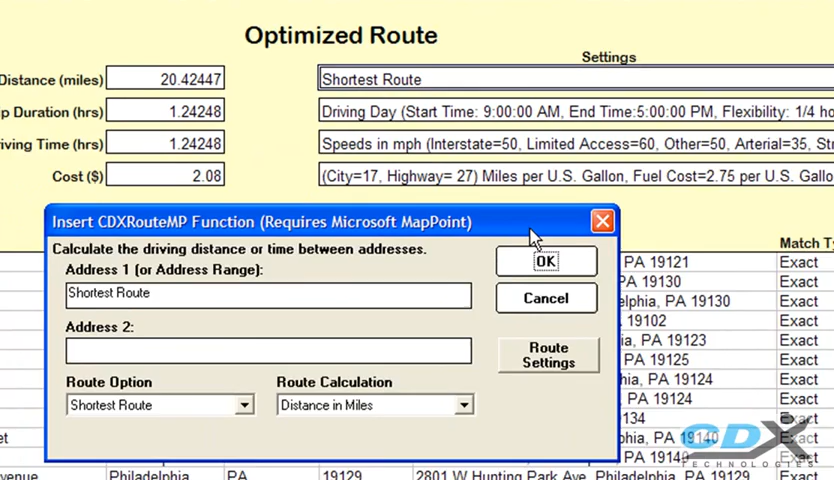 Optimized Route
Settings
Distance (miles) 20.42447 Shortest Route
ip Duration (hrs) 1.24248 Driving Day (Start Time: 9:00:00 AM, End Time:5:00:00 PM, Flexibility: 1/4 ho
iving Time (hrs) 1.24248 Speeds in mph (Interstate=50, Limited Access=60, Other=50, Arterial=35, Str
Cost ($) 2.08 (City=17, Highway= 27) Miles per U.S. Gallon, Fuel Cost=2.75 per U.S. Gallo
Insert CDXRouteMP Function (Requires Microsoft MapPoint)
Calculate the driving distance or time between addresses.
Address 1 (or Address Range):
Shortest Route
Address 2:
Route Option
Shortest Route
Route Calculation
Distance in Miles
OK
Cancel
Route
Settings
Match Ty
PA 19121 Exact
PA 19130 Exact
elphia, PA 19130 Exact
19102 Exact
ia, PA 19123 Exact
PA 19125 Exact
hia, PA 19124 Exact
PA 19124 Exact
134 Exact
et phia, PA 19140 Exact
PA 1914 Exact
venue Philadelphia PA 19129 2801 W Hunting Park Ave, Philadelphia, PA 19129 Exact
CDX
TECHNOLOGIES